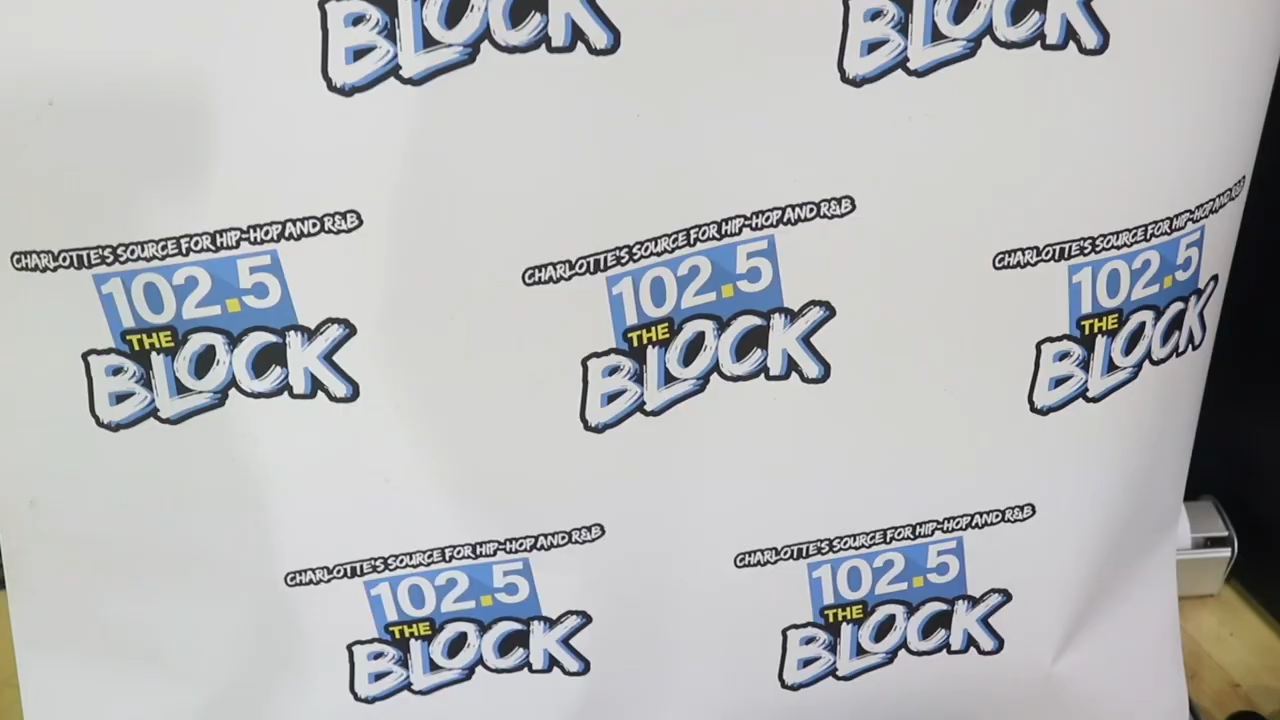 BLOCK
BLOCK
CHARLOTTE'S SOURCE FOR HIP-HOP AND R&B
102.5
THE
BLOCK
CHARLOTTE'S SOURCE FOR HIP-HOP AND R&B
102.5
THE
BLOCK
CHARLOTTE'S SOURCE FOR HIP-HOP AND R&B
102.5
THE
BLOCK
CHARLOTTE'S SOURCE FOR HIP-HOP AND R&B
102.5
THE
BLOCK
CHARLOTTE'S SOURCE FOR HIP-HOP AND R&B
102.5
THE
BLOCK